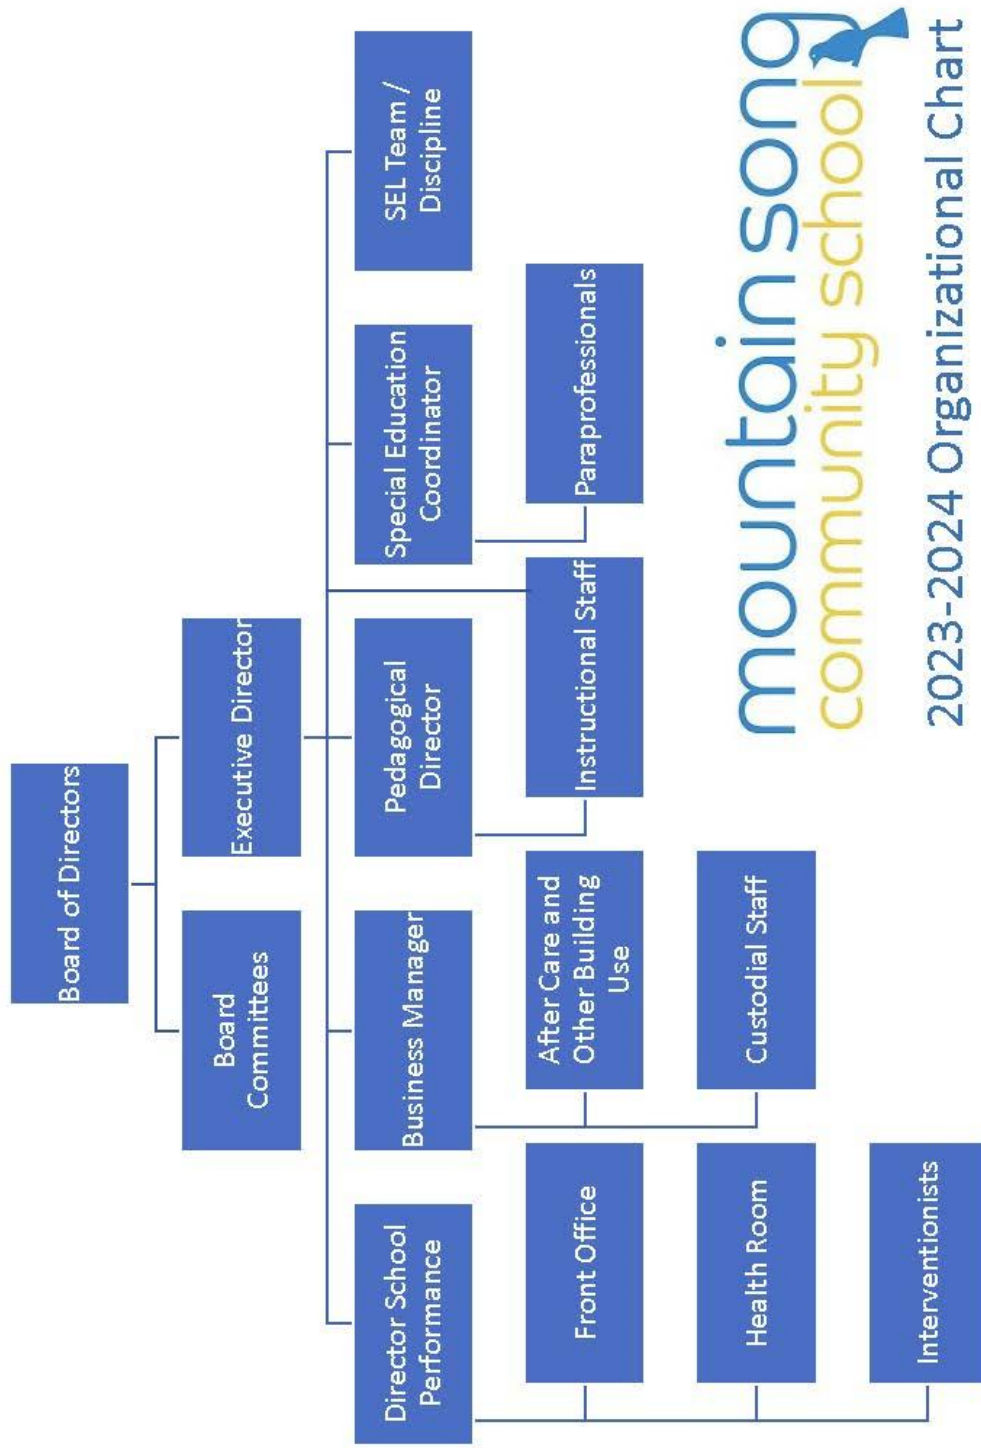 Board of Directors
Board
Committees
Executive Director
Director School
Performance
Business Manager
Pedagogical
Director
Special Education
Coordinator
SEL Team /
Discipline
Front Office
After Care and
Other Building
Use
Instructional Staff
Paraprofessionals
Health Room
Custodial Staff
Interventionists
mountain song
community school
2023-2024 Organizational Chart